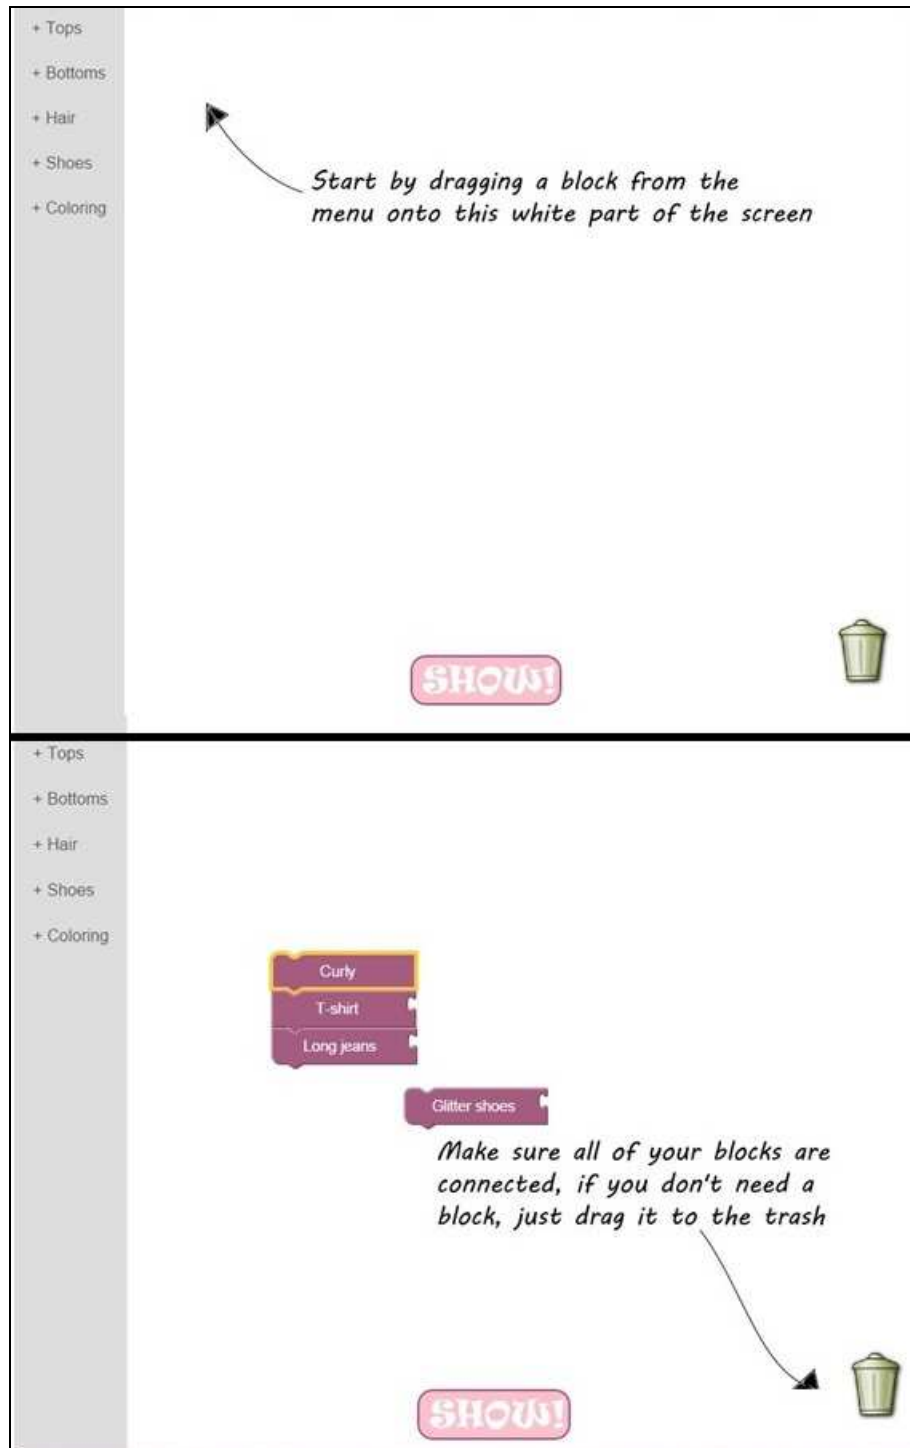 + Tops
+ Bottoms
+ Hair
+ Shoes
+ Coloring
Start by dragging a block from the
menu onto this white part of the screen
SHOW!
+ Tops
+ Bottoms
+ Hair
+ Shoes
+ Coloring
Curly
T-shirt
Long jeans
Glitter shoes
Make sure all of your blocks are
connected, if you don't need a
block, just drag it to the trash
SHOW!